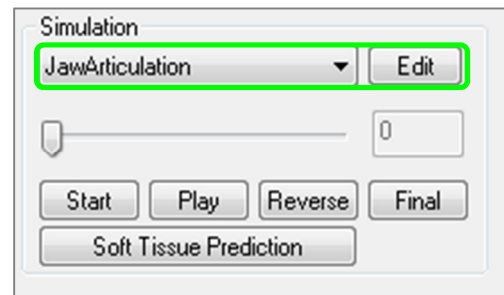 Simulation
JawArticulation Edit
0
Start Play Reverse Final
Soft Tissue Prediction